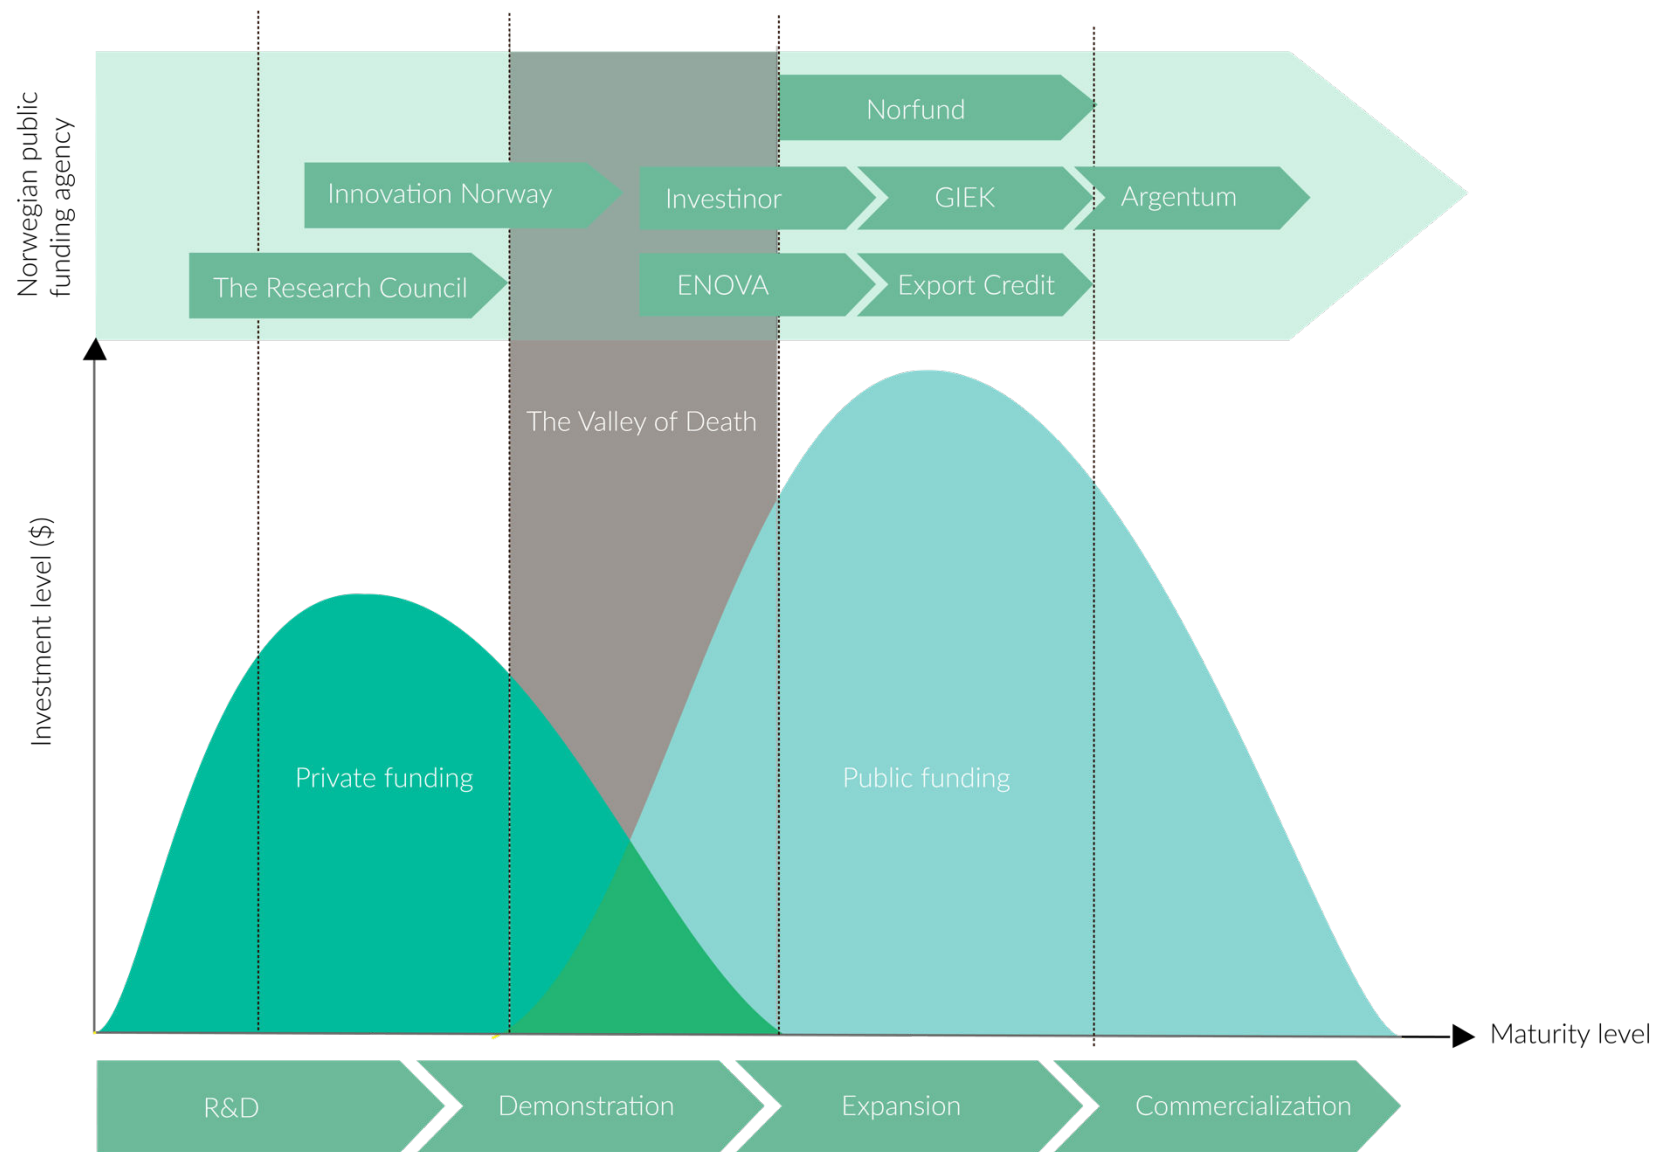 Norwegian public
funding agency
Norfund
Innovation Norway
Investinor
GIEK
Argentum
The Research Council
ENOVA
Export Credit
The Valley of Death
Investment level ($)
Private funding
Public funding
Maturity level
R&D
Demonstration
Expansion
Commercialization